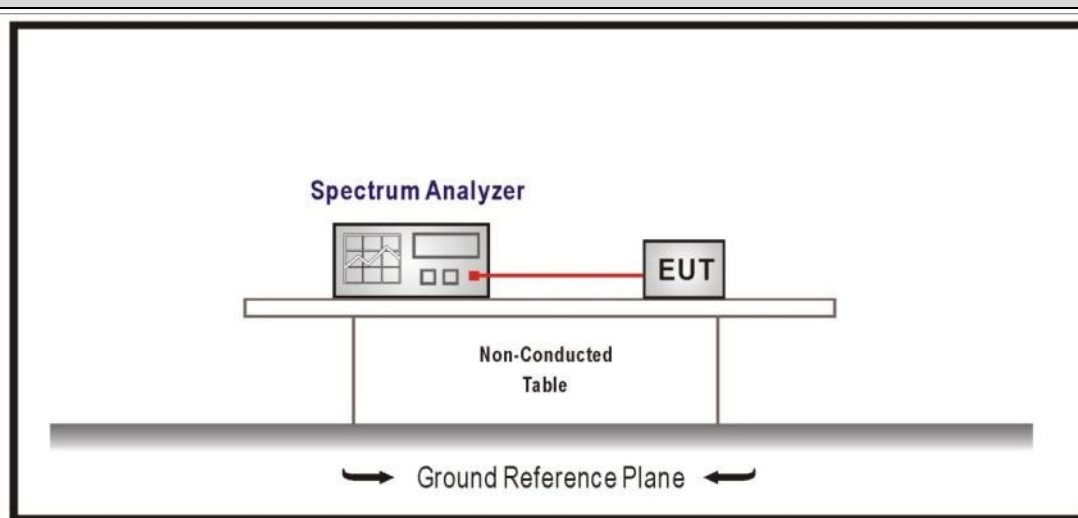 Spectrum Analyzer
EUT
Non-Conducted
Table
Ground Reference Plane